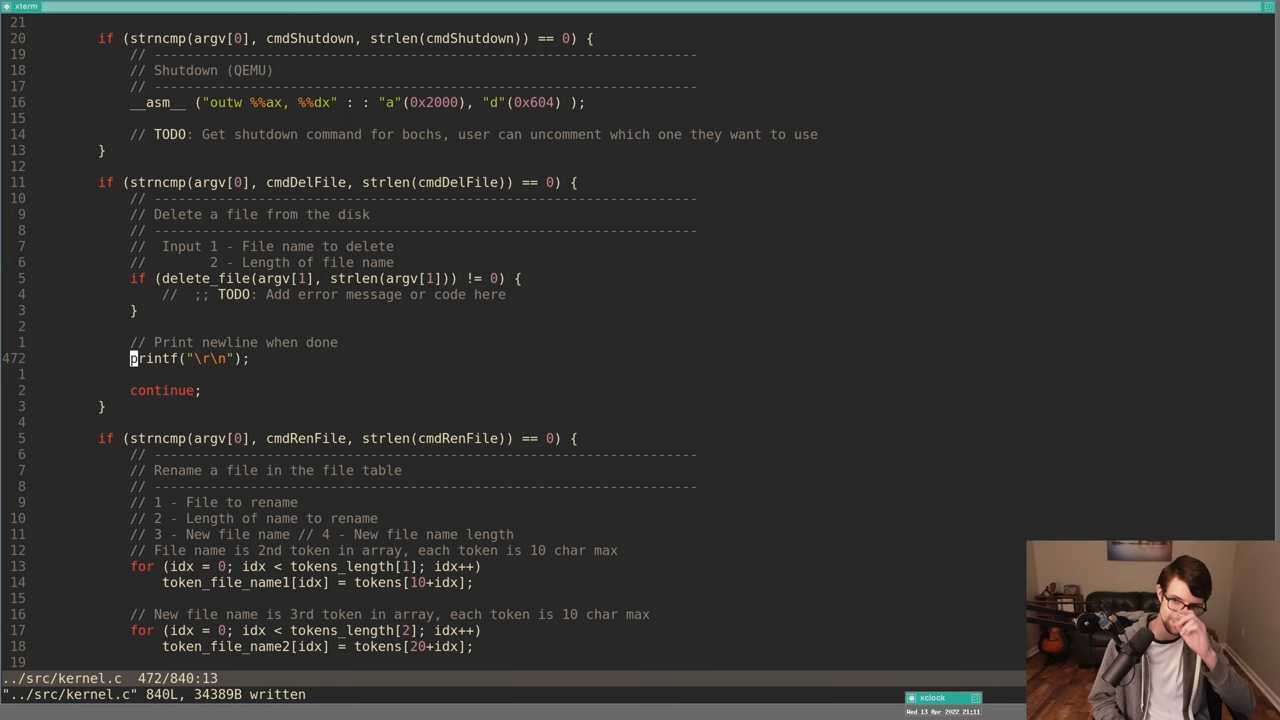 xterm
21
20 if (strncmp(argv[0], cmdShutdown, strlen(cmdShutdown)) == 0) {
19 // --------------------------------------------------------------------
18 // Shutdown (QEMU)
17 // --------------------------------------------------------------------
16 __asm__ ("outw %%ax, %%dx" : : "a"(0x2000), "d"(0x604) );
15
14 // TODO: Get shutdown command for bochs, user can uncomment which one they want to use
13 }
12
11 if (strncmp(argv[0], cmdDelFile, strlen(cmdDelFile)) == 0) {
10 // --------------------------------------------------------------------
9 // Delete a file from the disk
8 // --------------------------------------------------------------------
7 //  Input 1 - File name to delete
6 //        2 - Length of file name
5 if (delete_file(argv[1], strlen(argv[1])) != 0) {
4 //  ;; TODO: Add error message or code here
3 }
2
1 // Print newline when done
472 printf("\r\n");
1
2 continue;
3 }
4
5 if (strncmp(argv[0], cmdRenFile, strlen(cmdRenFile)) == 0) {
6 // --------------------------------------------------------------------
7 // Rename a file in the file table
8 // --------------------------------------------------------------------
9 // 1 - File to rename
10 // 2 - Length of name to rename
11 // 3 - New file name // 4 - New file name length
12 // File name is 2nd token in array, each token is 10 char max
13 for (idx = 0; idx < tokens_length[1]; idx++)
14 token_file_name1[idx] = tokens[10+idx];
15
16 // New file name is 3rd token in array, each token is 10 char max
17 for (idx = 0; idx < tokens_length[2]; idx++)
18 token_file_name2[idx] = tokens[20+idx];
19
../src/kernel.c 472/840:13
"../src/kernel.c" 840L, 34389B written
xclock
Wed 13 Apr 2022 21:11